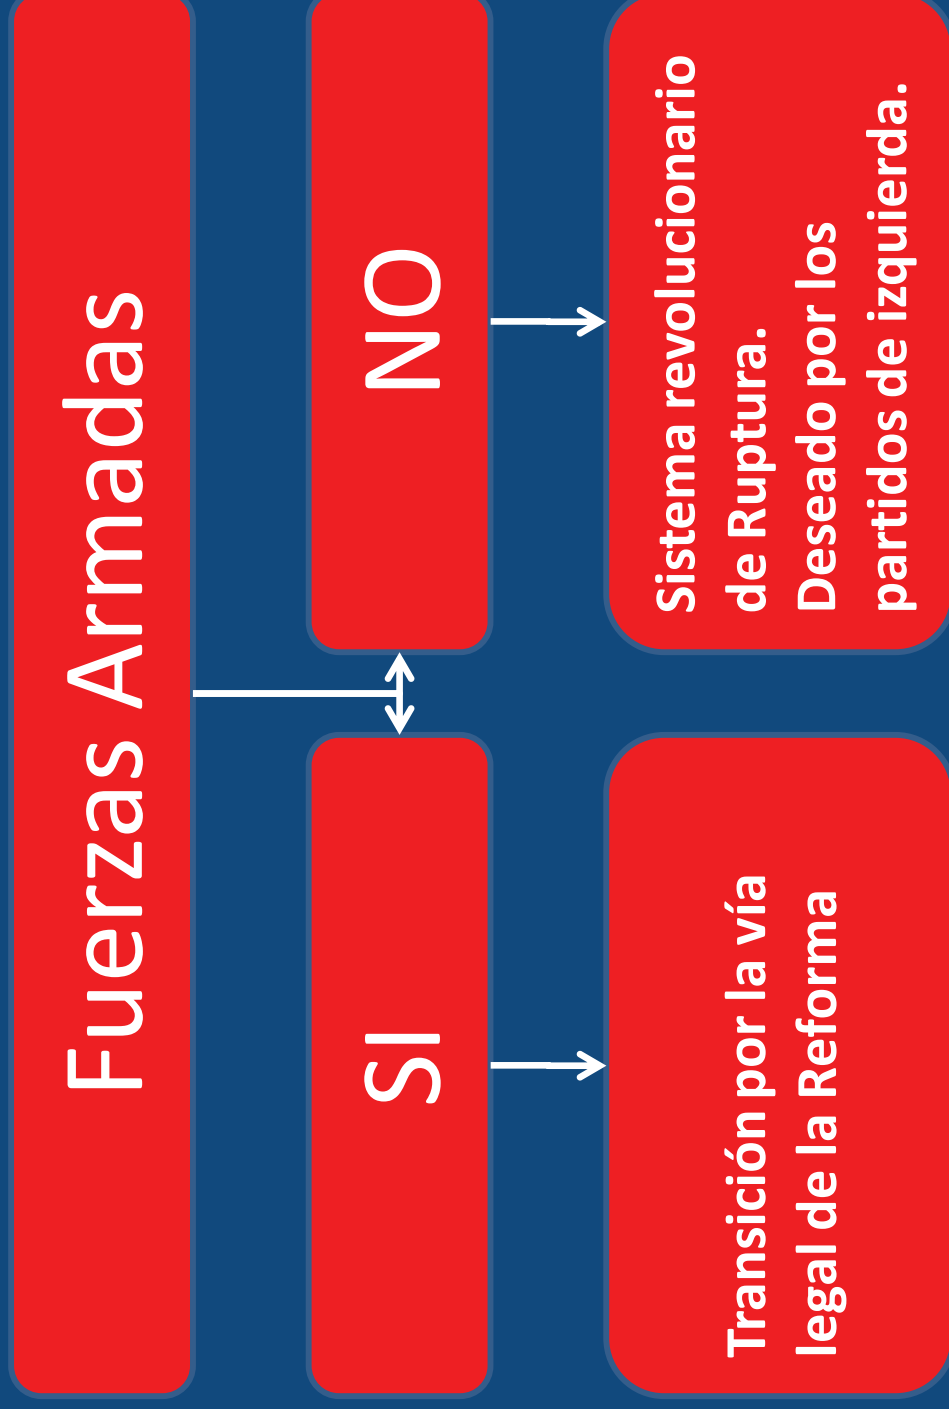 Fuerzas Armadas
SI
NO
Transición por la vía
legal de la Reforma
Sistema revolucionario
de Ruptura.
Deseado por los
partidos de izquierda.